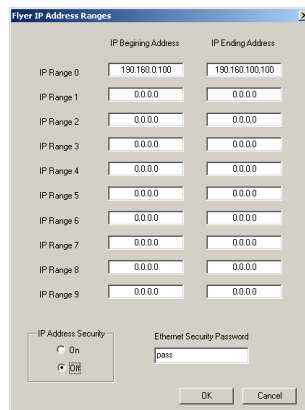 Flyer IP Address Ranges
IP Begining Address IP Ending Address
IP Range 0 190.160.0.100 190.160.100.100
IP Range 1 0.0.0.0 0.0.0.0
IP Range 2 0.0.0.0 0.0.0.0
IP Range 3 0.0.0.0 0.0.0.0
IP Range 4 0.0.0.0 0.0.0.0
IP Range 5 0.0.0.0 0.0.0.0
IP Range 6 0.0.0.0 0.0.0.0
IP Range 7 0.0.0.0 0.0.0.0
IP Range 8 0.0.0.0 0.0.0.0
IP Range 9 0.0.0.0 0.0.0.0
IP Address Security Ethernet Security Password
On
Off pass
OK Cancel